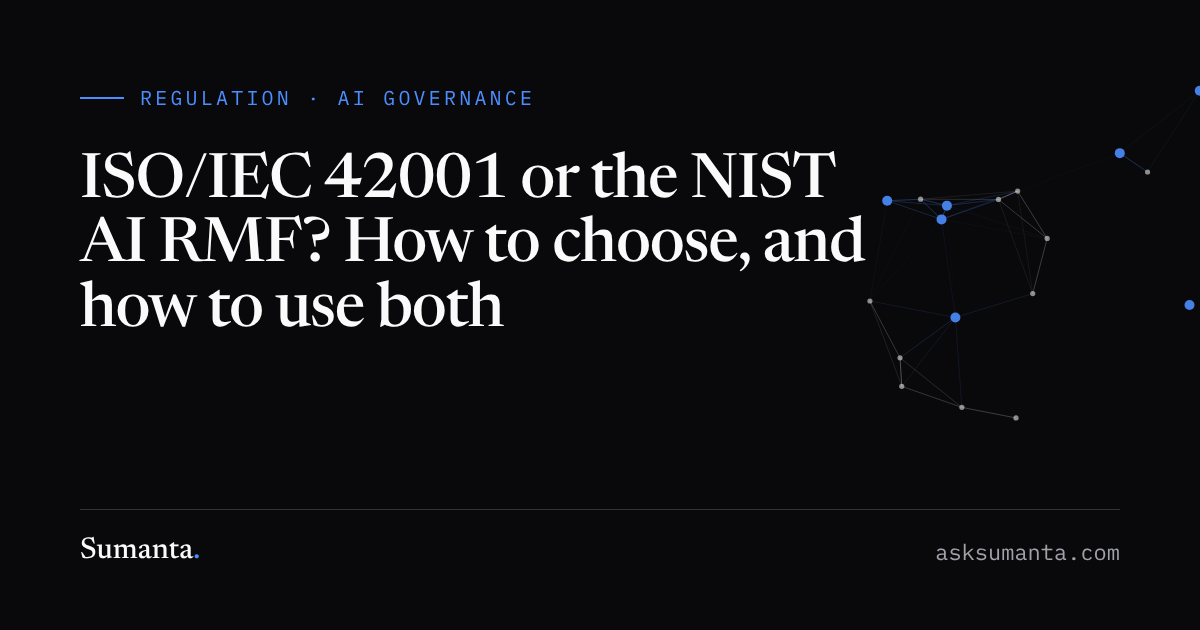 REGULATION · AI GOVERNANCE
ISO/IEC 42001 or the NIST
AI RMF? How to choose, and
how to use both
Sumanta.
asksumanta.com